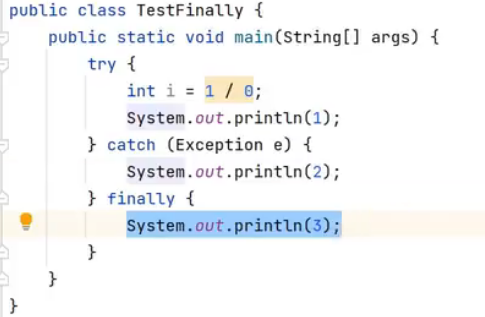 public class TestFinally {
    public static void main(String[] args) {
        try {
            int i = 1 / 0;
            System.out.println(1);
        } catch (Exception e) {
            System.out.println(2);
        } finally {
            System.out.println(3);
        }
    }
}